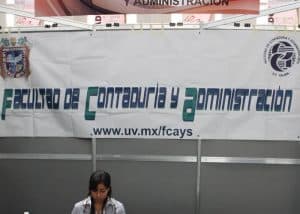 Y ADMINISTRACIÓN
Facultad de Contaduría y Administración
www.uv.mx/fcays